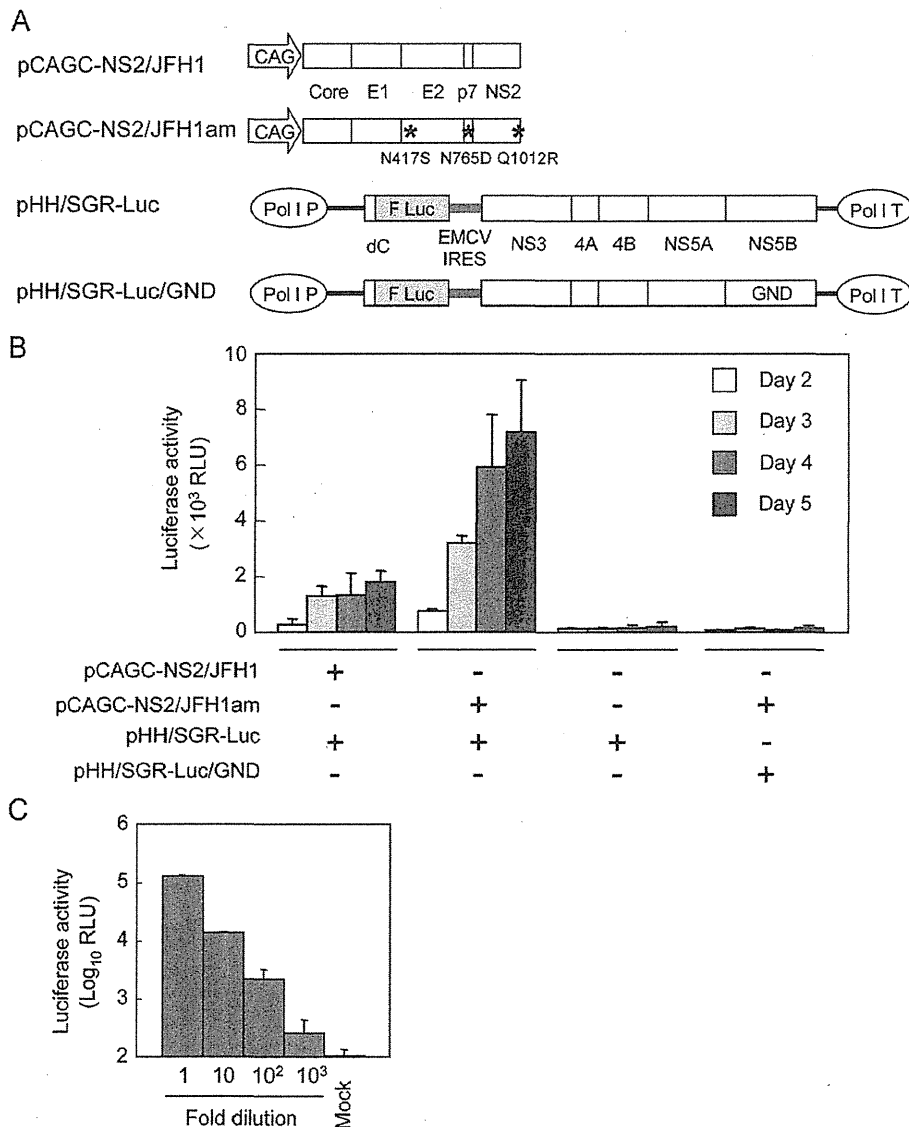 A
pCAGC-NS2/JFH1
CAG
Core E1 E2 p7 NS2
pCAGC-NS2/JFH1am
CAG
* * *
N417S N765D Q1012R
pHH/SGR-Luc
Pol I P
F Luc
Pol I T
dC EMCV IRES NS3 4A 4B NS5A NS5B
pHH/SGR-Luc/GND
Pol I P
F Luc
GND
Pol I T
B
Luciferase activity
(×10³ RLU)
10
8
6
4
2
0
Day 2
Day 3
Day 4
Day 5
pCAGC-NS2/JFH1 + - - -
pCAGC-NS2/JFH1am - + - +
pHH/SGR-Luc + + + -
pHH/SGR-Luc/GND - - - +
C
Luciferase activity
(Log₁₀ RLU)
6
5
4
3
2
1 10 10² 10³ Mock
Fold dilution